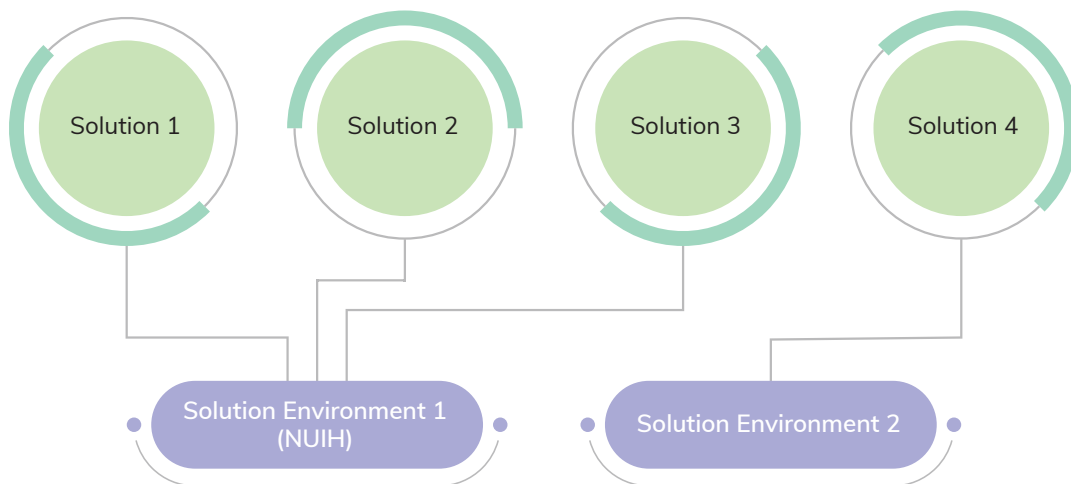 Solution 1
Solution 2
Solution 3
Solution 4
Solution Environment 1
(NUIH)
Solution Environment 2